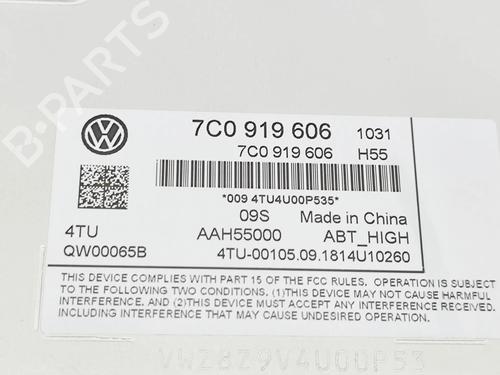 7C0 919 606 1031
7C0 919 606 H55
*009 4TU4U00P535*
09S Made in China
4TU AAH55000 ABT_HIGH
QW00065B 4TU-00105.09.1814U10260
THIS DEVICE COMPLIES WITH PART 15 OF THE FCC RULES. OPERATION IS SUBJECT
TO THE FOLLOWING TWO CONDITIONS. (1)THIS DEVICE MAY NOT CAUSE HARMFUL
INTERFERENCE. AND (2)THIS DEVICE MUST ACCEPT ANY INTERFERENCE RECEIVED.
INCLUDING INTERFERENCE THAT MAY CAUSE UNDESIRED OPERATION.
VWZ8Z9V4U00P53
B-PARTS